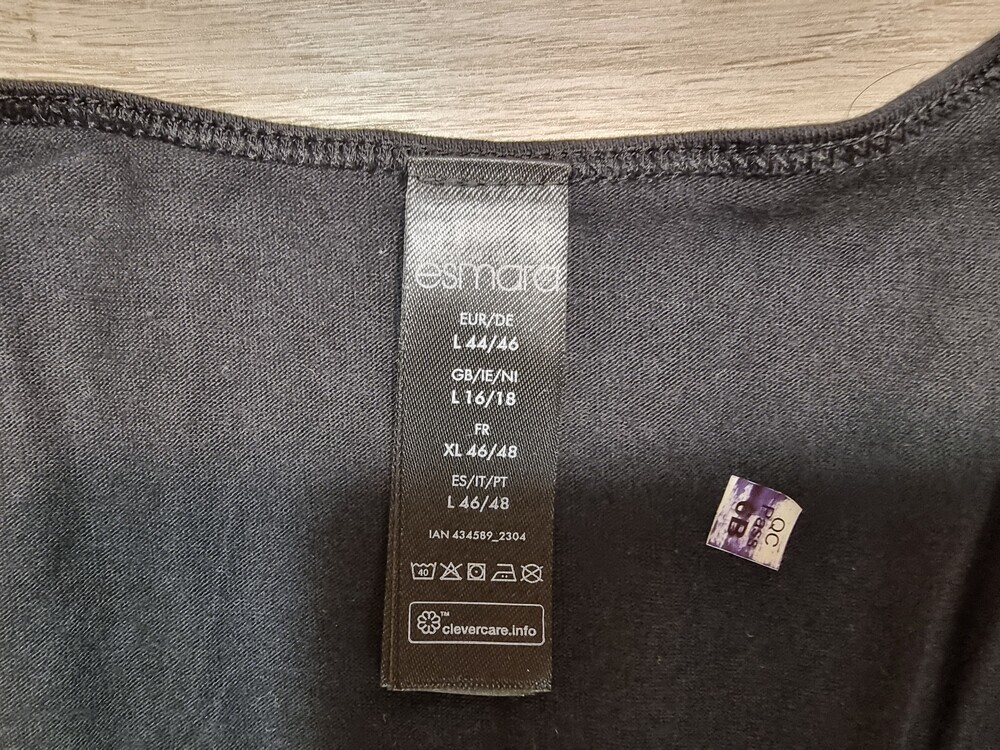 esmara
EUR/DE
L 44/46
GB/IE/NI
L 16/18
FR
XL 46/48
ES/IT/PT
L 46/48
IAN 434589_2304
40
™
clevercare.info
QC
pass